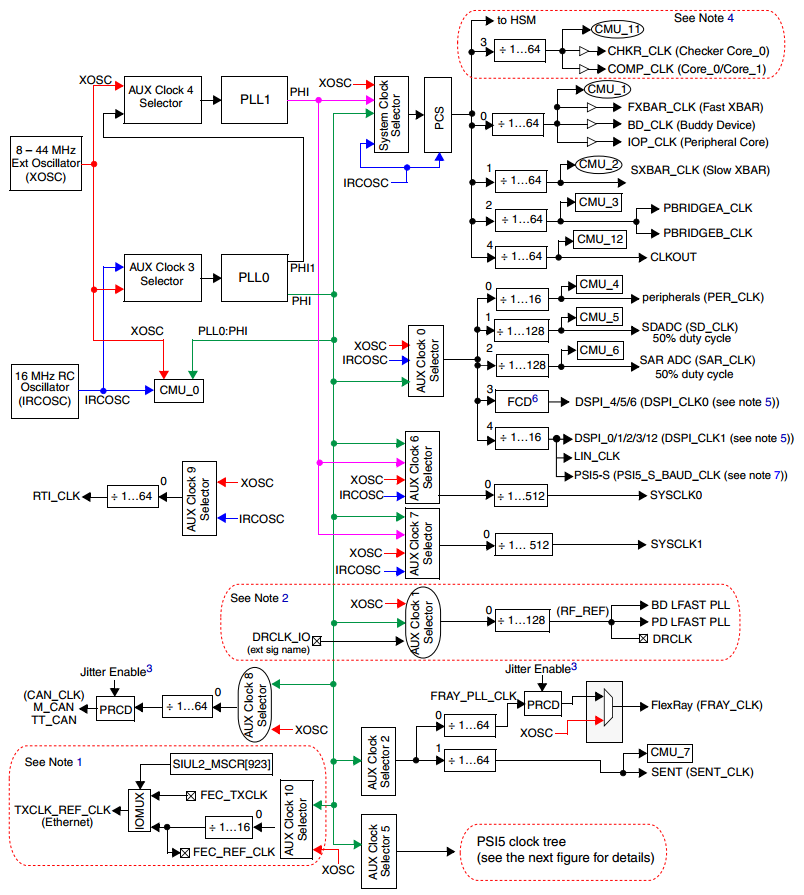 to HSM
See Note 4
CMU_11
3
÷ 1...64
CHKR_CLK (Checker Core_0)
COMP_CLK (Core_0/Core_1)
XOSC
AUX Clock 4
Selector
PLL1
PHI
XOSC
System Clock
Selector
PCS
IRCOSC
0
÷ 1...64
CMU_1
FXBAR_CLK (Fast XBAR)
BD_CLK (Buddy Device)
IOP_CLK (Peripheral Core)
8 – 44 MHz
Ext Oscillator
(XOSC)
1
÷ 1...64
CMU_2
SXBAR_CLK (Slow XBAR)
2
÷ 1...64
CMU_3
PBRIDGEA_CLK
PBRIDGEB_CLK
4
÷ 1...64
CMU_12
CLKOUT
AUX Clock 3
Selector
PLL0
PHI1
PHI
XOSC
PLL0:PHI
16 MHz RC
Oscillator
(IRCOSC)
IRCOSC
CMU_0
XOSC
IRCOSC
AUX Clock 0
Selector
0
÷ 1...16
CMU_4
peripherals (PER_CLK)
1
÷ 1...128
CMU_5
SDADC (SD_CLK)
50% duty cycle
2
÷ 1...128
CMU_6
SAR ADC (SAR_CLK)
50% duty cycle
3
FCD6
DSPI_4/5/6 (DSPI_CLK0 (see note 5))
4
÷ 1...16
DSPI_0/1/2/3/12 (DSPI_CLK1 (see note 5))
LIN_CLK
PSI5-S (PSI5_S_BAUD_CLK (see note 7))
XOSC
IRCOSC
AUX Clock 6
Selector
0
÷ 1...512
SYSCLK0
RTI_CLK
÷ 1...64
0
AUX Clock 9
Selector
XOSC
IRCOSC
XOSC
IRCOSC
AUX Clock 7
Selector
0
÷ 1... 512
SYSCLK1
See Note 2
XOSC
DRCLK_IO
(ext sig name)
AUX Clock 1
Selector
0
÷ 1...128
(RF_REF)
BD LFAST PLL
PD LFAST PLL
DRCLK
Jitter Enable3
(CAN_CLK)
M_CAN
TT_CAN
PRCD
÷ 1...64
0
AUX Clock 8
Selector
XOSC
Jitter Enable3
FRAY_PLL_CLK
PRCD
XOSC
FlexRay (FRAY_CLK)
AUX Clock
Selector 2
0
÷ 1...64
1
÷ 1...64
CMU_7
SENT (SENT_CLK)
See Note 1
SIUL2_MSCR[923]
FEC_TXCLK
TXCLK_REF_CLK
(Ethernet)
IOMUX
÷ 1...16
0
FEC_REF_CLK
AUX Clock 10
Selector
XOSC
AUX Clock
Selector 5
PSI5 clock tree
(see the next figure for details)